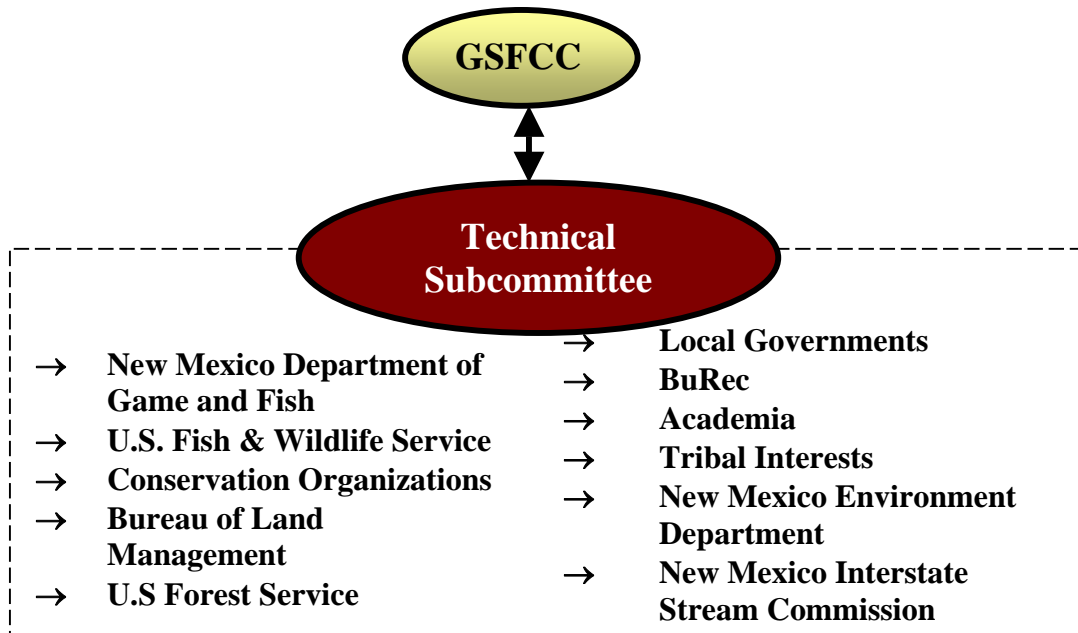 GSFCC
Technical
Subcommittee
→ New Mexico Department of
Game and Fish
→ U.S. Fish & Wildlife Service
→ Conservation Organizations
→ Bureau of Land
Management
→ U.S Forest Service
→ Local Governments
→ BuRec
→ Academia
→ Tribal Interests
→ New Mexico Environment
Department
→ New Mexico Interstate
Stream Commission